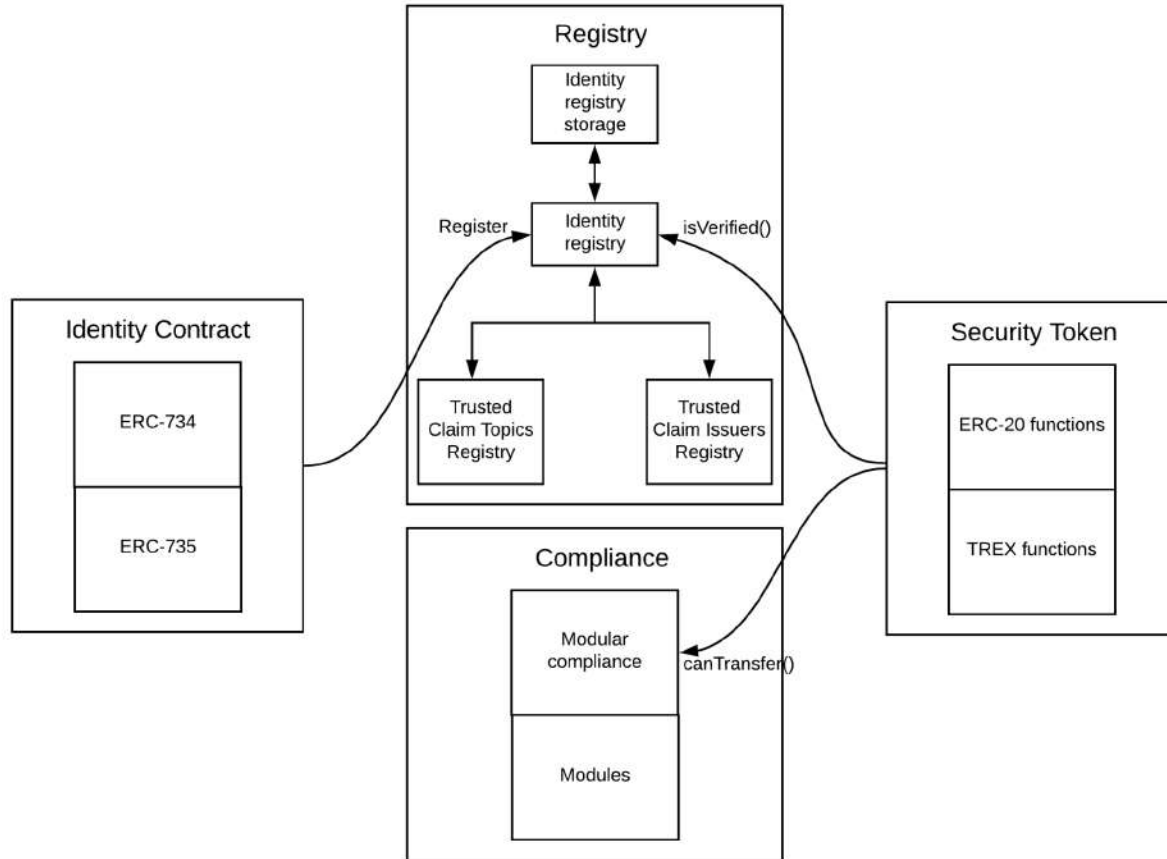 Registry
Identity
registry
storage
Register
Identity
registry
isVerified()
Trusted
Claim Topics
Registry
Trusted
Claim Issuers
Registry
Identity Contract
ERC-734
ERC-735
Security Token
ERC-20 functions
TREX functions
Compliance
Modular
compliance
canTransfer()
Modules